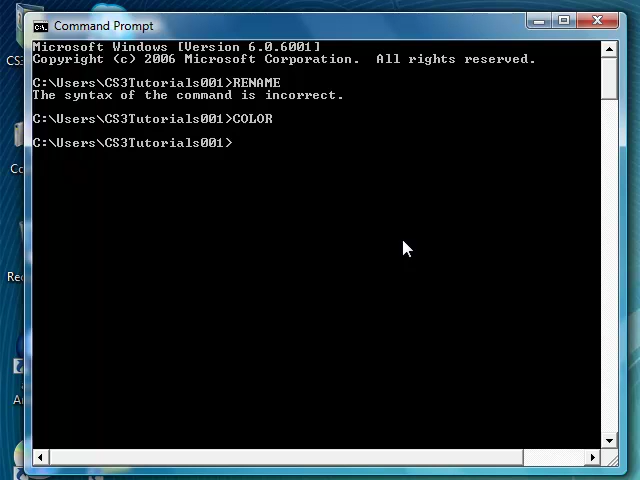 Command Prompt
Microsoft Windows [Version 6.0.6001]
Copyright (c) 2006 Microsoft Corporation.  All rights reserved.
C:\Users\CS3Tutorials001>RENAME
The syntax of the command is incorrect.
C:\Users\CS3Tutorials001>COLOR
C:\Users\CS3Tutorials001>